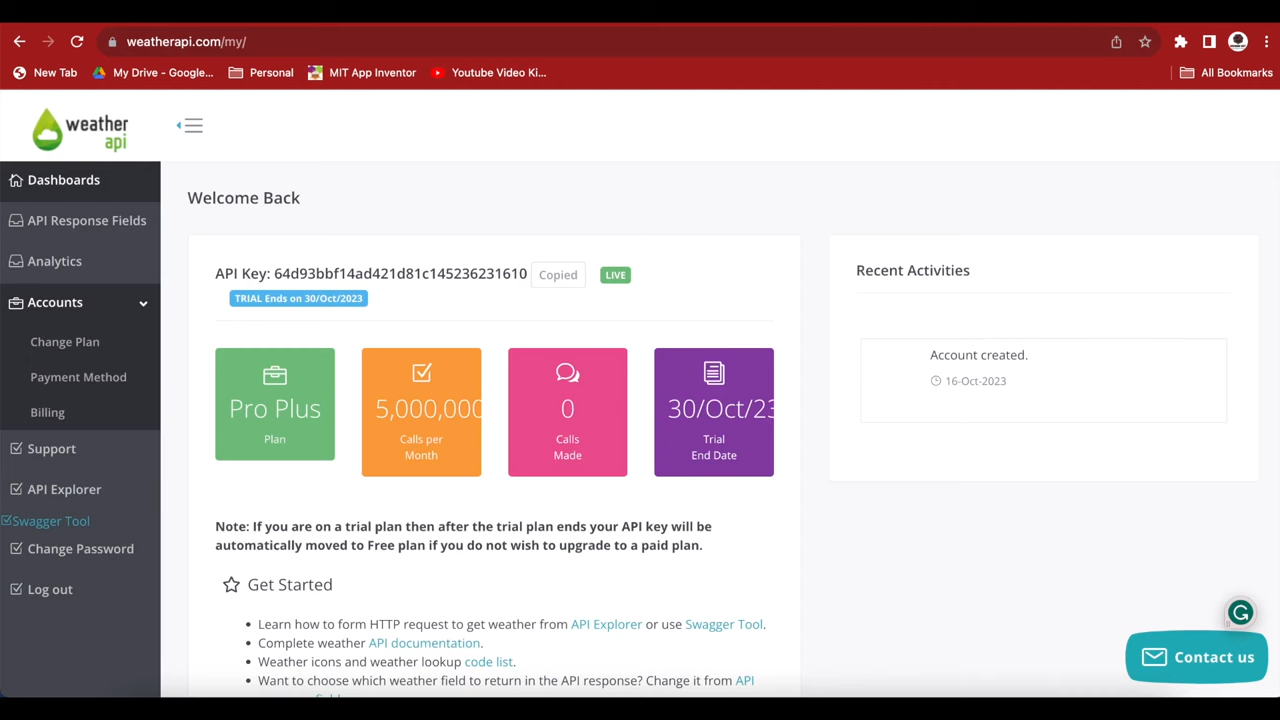 weatherapi.com/my/
New Tab
My Drive - Google...
Personal
MIT App Inventor
Youtube Video Ki...
All Bookmarks
weather
api
Dashboards
API Response Fields
Analytics
Accounts
Change Plan
Payment Method
Billing
Support
API Explorer
Swagger Tool
Change Password
Log out
Welcome Back
API Key: 64d93bbf14ad421d81c145236231610 Copied LIVE
TRIAL Ends on 30/Oct/2023
Pro Plus
Plan
5,000,000
Calls per
Month
0
Calls
Made
30/Oct/23
Trial
End Date
Note: If you are on a trial plan then after the trial plan ends your API key will be
automatically moved to Free plan if you do not wish to upgrade to a paid plan.
Get Started
Learn how to form HTTP request to get weather from API Explorer or use Swagger Tool.
Complete weather API documentation.
Weather icons and weather lookup code list.
Want to choose which weather field to return in the API response? Change it from API
Recent Activities
Account created.
16-Oct-2023
G
Contact us